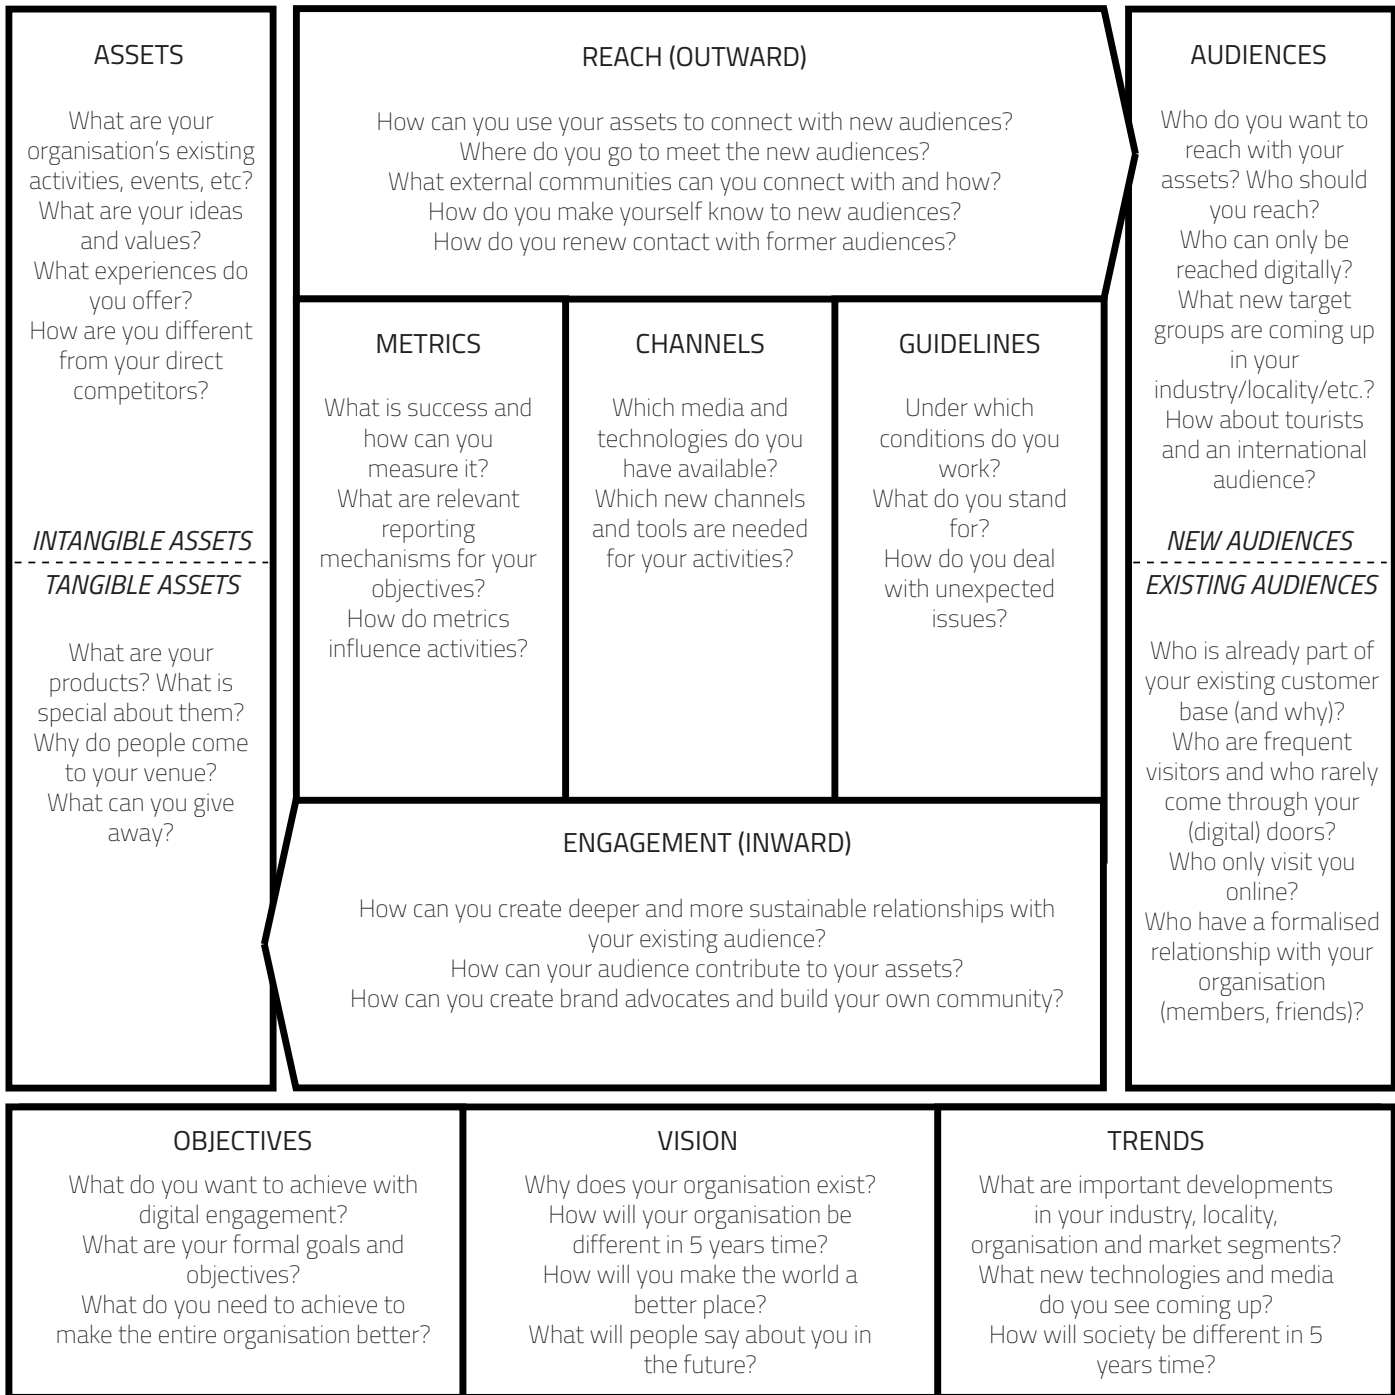 ASSETS
What are your
organisation's existing
activities, events, etc?
What are your ideas
and values?
What experiences do
you offer?
How are you different
from your direct
competitors?
INTANGIBLE ASSETS
TANGIBLE ASSETS
What are your
products? What is
special about them?
Why do people come
to your venue?
What can you give
away?
REACH (OUTWARD)
How can you use your assets to connect with new audiences?
Where do you go to meet the new audiences?
What external communities can you connect with and how?
How do you make yourself know to new audiences?
How do you renew contact with former audiences?
METRICS
What is success and
how can you
measure it?
What are relevant
reporting
mechanisms for your
objectives?
How do metrics
influence activities?
CHANNELS
Which media and
technologies do you
have available?
Which new channels
and tools are needed
for your activities?
GUIDELINES
Under which
conditions do you
work?
What do you stand
for?
How do you deal
with unexpected
issues?
ENGAGEMENT (INWARD)
How can you create deeper and more sustainable relationships with
your existing audience?
How can your audience contribute to your assets?
How can you create brand advocates and build your own community?
AUDIENCES
Who do you want to
reach with your
assets? Who should
you reach?
Who can only be
reached digitally?
What new target
groups are coming up
in your
industry/locality/etc.?
How about tourists
and an international
audience?
NEW AUDIENCES
EXISTING AUDIENCES
Who is already part of
your existing customer
base (and why)?
Who are frequent
visitors and who rarely
come through your
(digital) doors?
Who only visit you
online?
Who have a formalised
relationship with your
organisation
(members, friends)?
OBJECTIVES
What do you want to achieve with
digital engagement?
What are your formal goals and
objectives?
What do you need to achieve to
make the entire organisation better?
VISION
Why does your organisation exist?
How will your organisation be
different in 5 years time?
How will you make the world a
better place?
What will people say about you in
the future?
TRENDS
What are important developments
in your industry, locality,
organisation and market segments?
What new technologies and media
do you see coming up?
How will society be different in 5
years time?